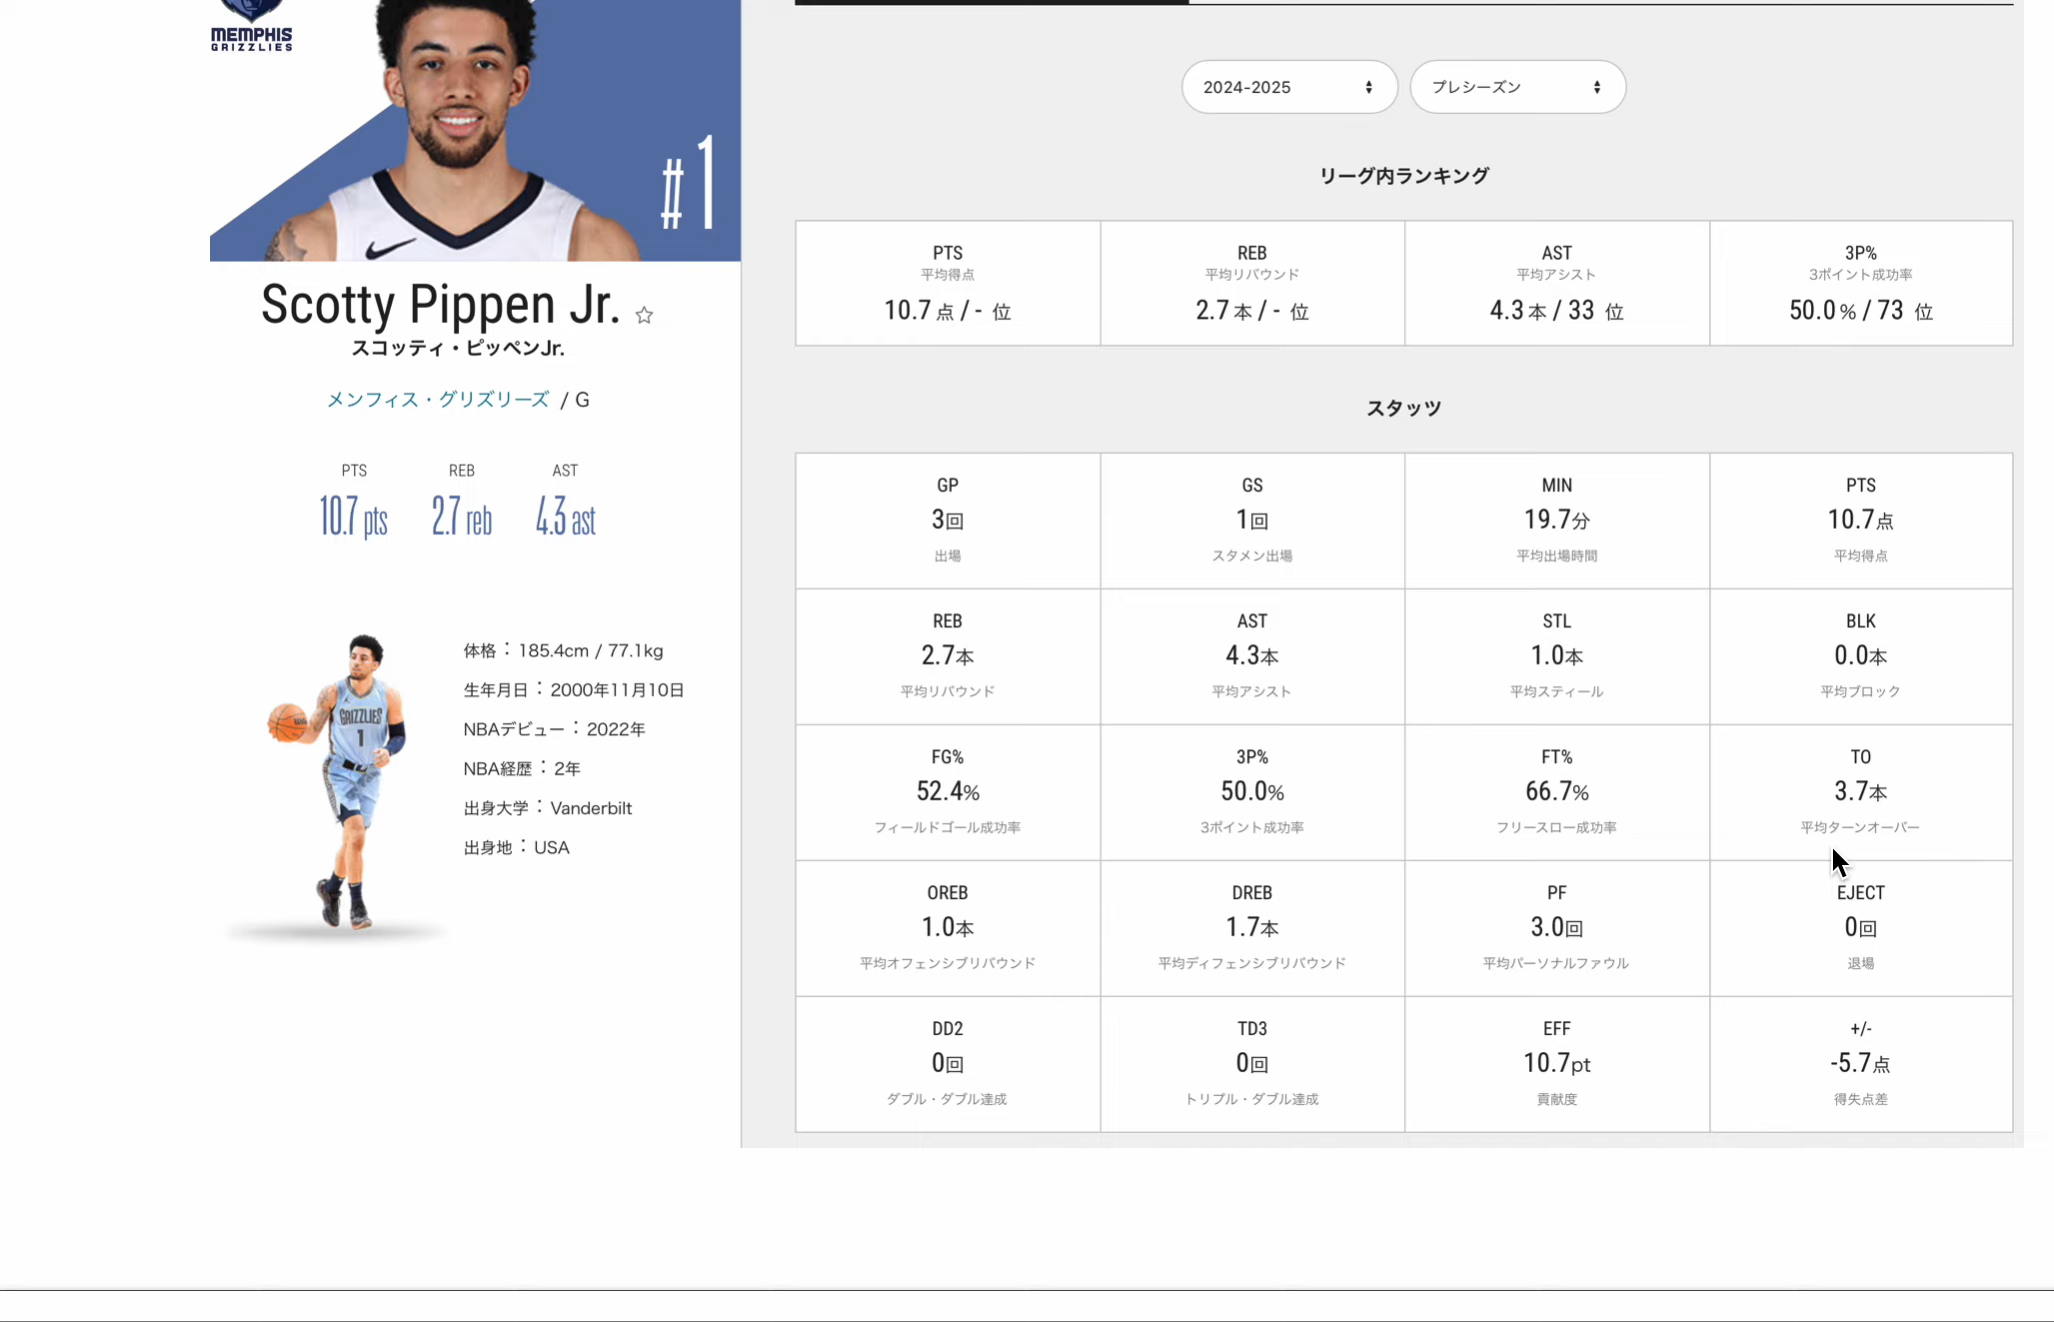 MEMPHIS
GRIZZLIES
#1
Scotty Pippen Jr.
スコッティ・ピッペンJr.
メンフィス・グリズリーズ / G
PTS REB AST
10.7 pts 2.7 reb 4.3 ast
GRIZZLIES
1
体格：185.4cm / 77.1kg
生年月日：2000年11月10日
NBAデビュー：2022年
NBA経歴：2年
出身大学：Vanderbilt
出身地：USA
2024-2025 プレシーズン
リーグ内ランキング
PTS REB AST 3P%
平均得点 平均リバウンド 平均アシスト 3ポイント成功率
10.7点 / - 位 2.7本 / - 位 4.3本 / 33 位 50.0% / 73 位
スタッツ
GP GS MIN PTS
3回 1回 19.7分 10.7点
出場 スタメン出場 平均出場時間 平均得点
REB AST STL BLK
2.7本 4.3本 1.0本 0.0本
平均リバウンド 平均アシスト 平均スティール 平均ブロック
FG% 3P% FT% TO
52.4% 50.0% 66.7% 3.7本
フィールドゴール成功率 3ポイント成功率 フリースロー成功率 平均ターンオーバー
OREB DREB PF EJECT
1.0本 1.7本 3.0回 0回
平均オフェンシブリバウンド 平均ディフェンシブリバウンド 平均パーソナルファウル 退場
DD2 TD3 EFF +/-
0回 0回 10.7pt -5.7点
ダブル・ダブル達成 トリプル・ダブル達成 貢献度 得失点差